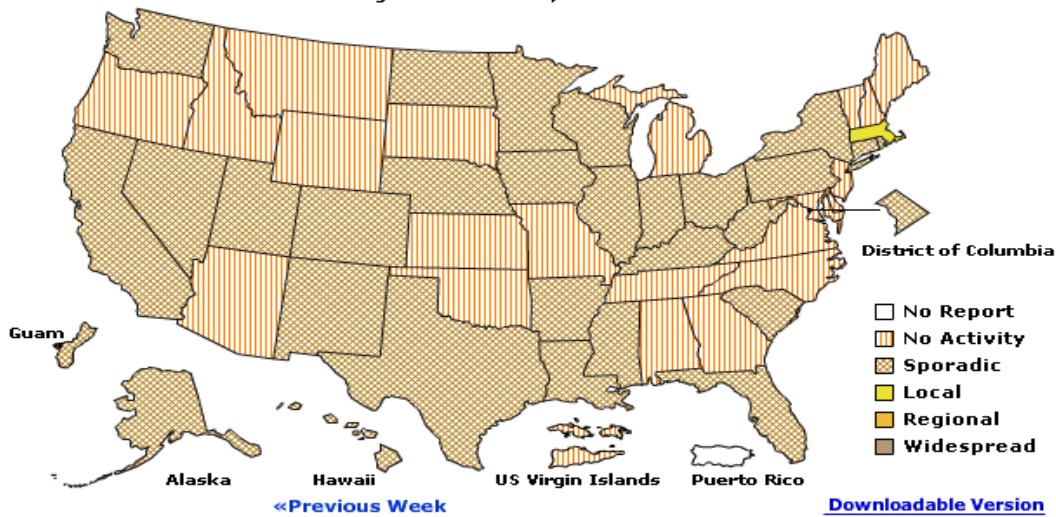 District of Columbia
No Report
Guam
No Activity
Sporadic
Local
Regional
Widespread
Alaska
Hawaii
US Virgin Islands
Puerto Rico
«Previous Week
Downloadable Version